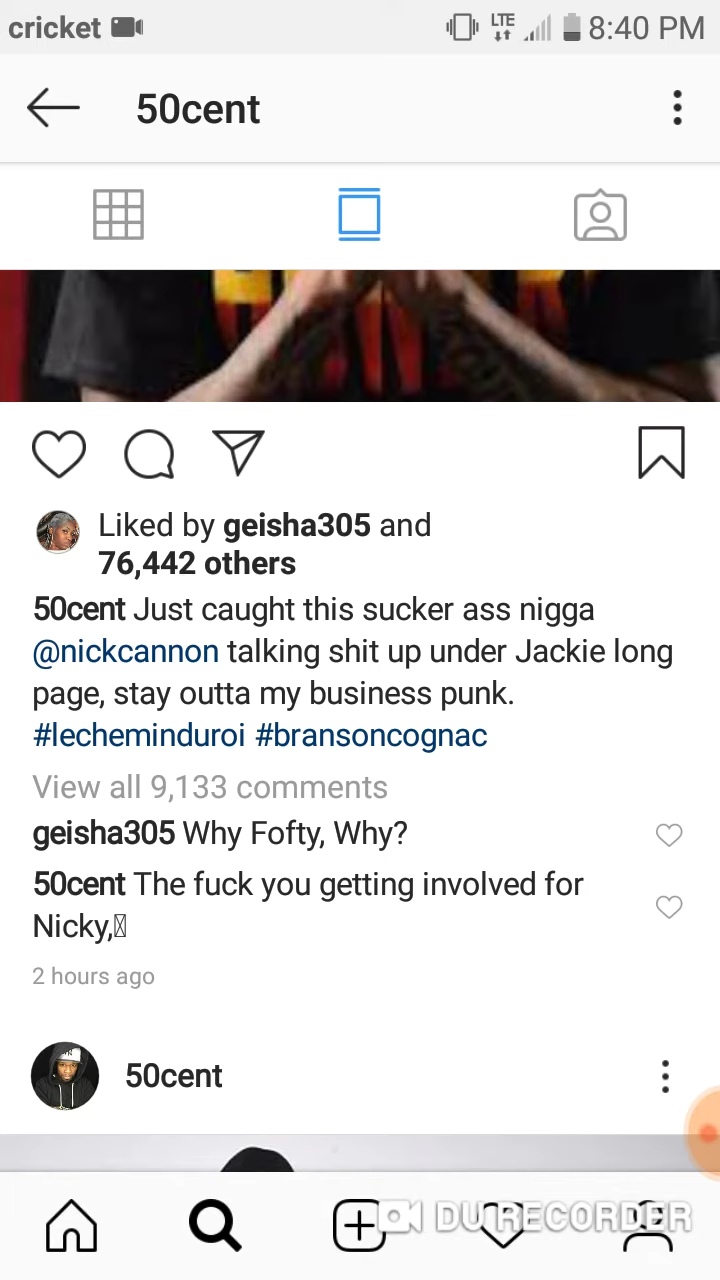 cricket LTE 8:40 PM
50cent
Liked by geisha305 and
76,442 others
50cent Just caught this sucker ass nigga
@nickcannon talking shit up under Jackie long
page, stay outta my business punk.
#lecheminduroi #bransoncognac
View all 9,133 comments
geisha305 Why Fofty, Why?
50cent The fuck you getting involved for
Nicky,
2 hours ago
50cent
DU RECORDER